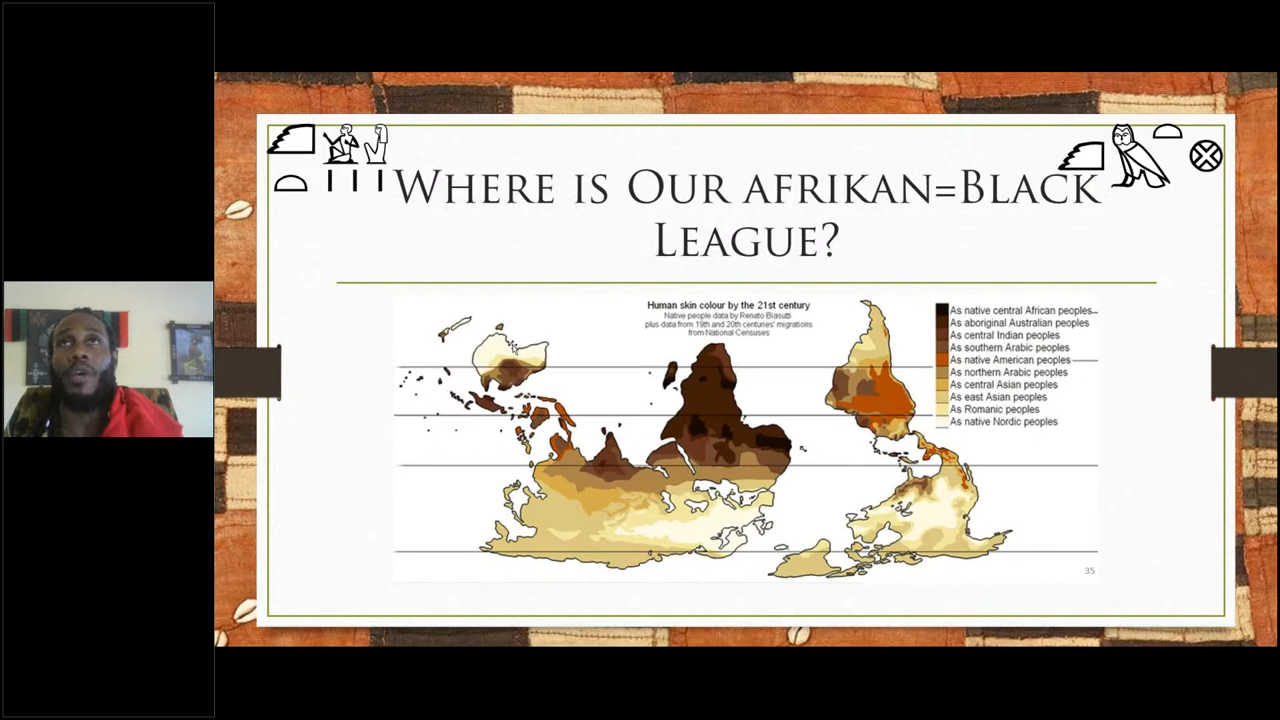 WHERE IS OUR AFRIKAN=BLACK
LEAGUE?
Human skin colour by the 21st century
Native people data by Renato Biasutti
plus data from 19th and 20th centuries' migrations
from National Censuses
As native central African peoples
As aboriginal Australian peoples
As central Indian peoples
As southern Arabic peoples
As native American peoples
As northern Arabic peoples
As central Asian peoples
As east Asian peoples
As Romanic peoples
As native Nordic peoples
35